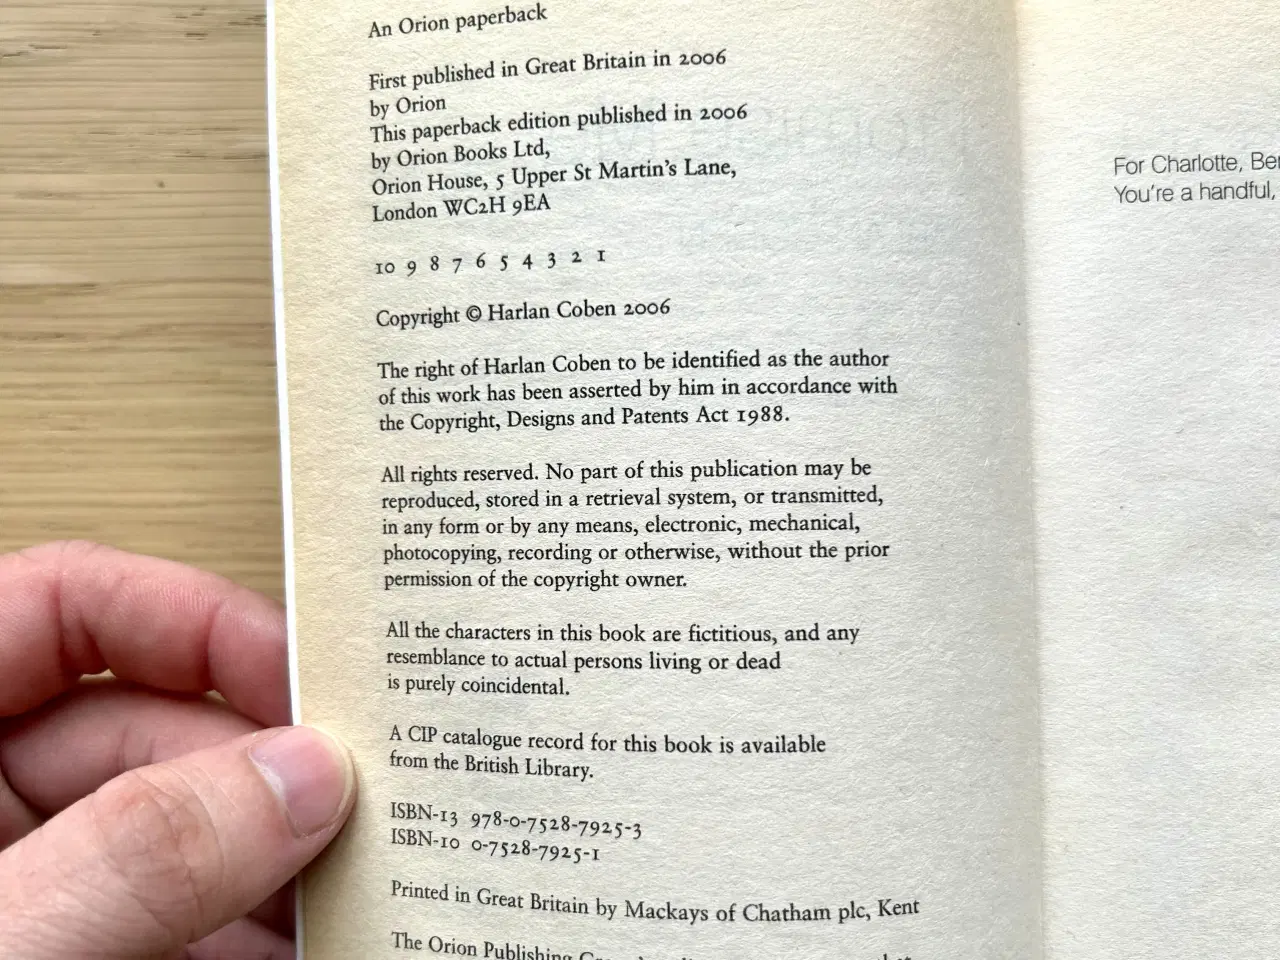 An Orion paperback
First published in Great Britain in 2006
by Orion
This paperback edition published in 2006
by Orion Books Ltd,
Orion House, 5 Upper St Martin's Lane,
London WC2H 9EA
10 9 8 7 6 5 4 3 2 1
Copyright © Harlan Coben 2006
The right of Harlan Coben to be identified as the author
of this work has been asserted by him in accordance with
the Copyright, Designs and Patents Act 1988.
All rights reserved. No part of this publication may be
reproduced, stored in a retrieval system, or transmitted,
in any form or by any means, electronic, mechanical,
photocopying, recording or otherwise, without the prior
permission of the copyright owner.
All the characters in this book are fictitious, and any
resemblance to actual persons living or dead
is purely coincidental.
A CIP catalogue record for this book is available
from the British Library.
ISBN-13 978-0-7528-7925-3
ISBN-10 0-7528-7925-1
Printed in Great Britain by Mackays of Chatham plc, Kent
The Orion Publishing
For Charlotte,
You're a handful,